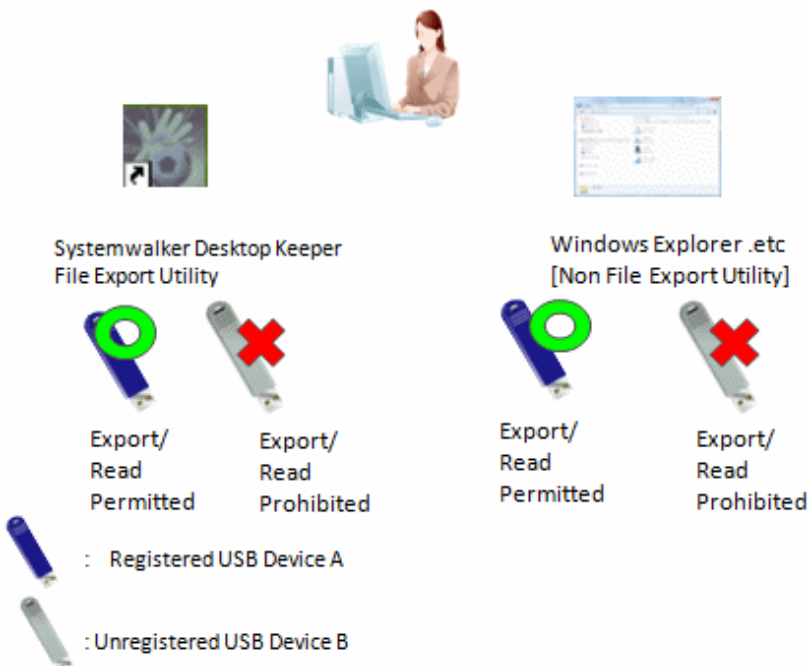 Systemwalker Desktop Keeper
File Export Utility
Windows Explorer .etc
[Non File Export Utility]
Export/
Read
Permitted
Export/
Read
Prohibited
Export/
Read
Permitted
Export/
Read
Prohibited
: Registered USB Device A
: Unregistered USB Device B